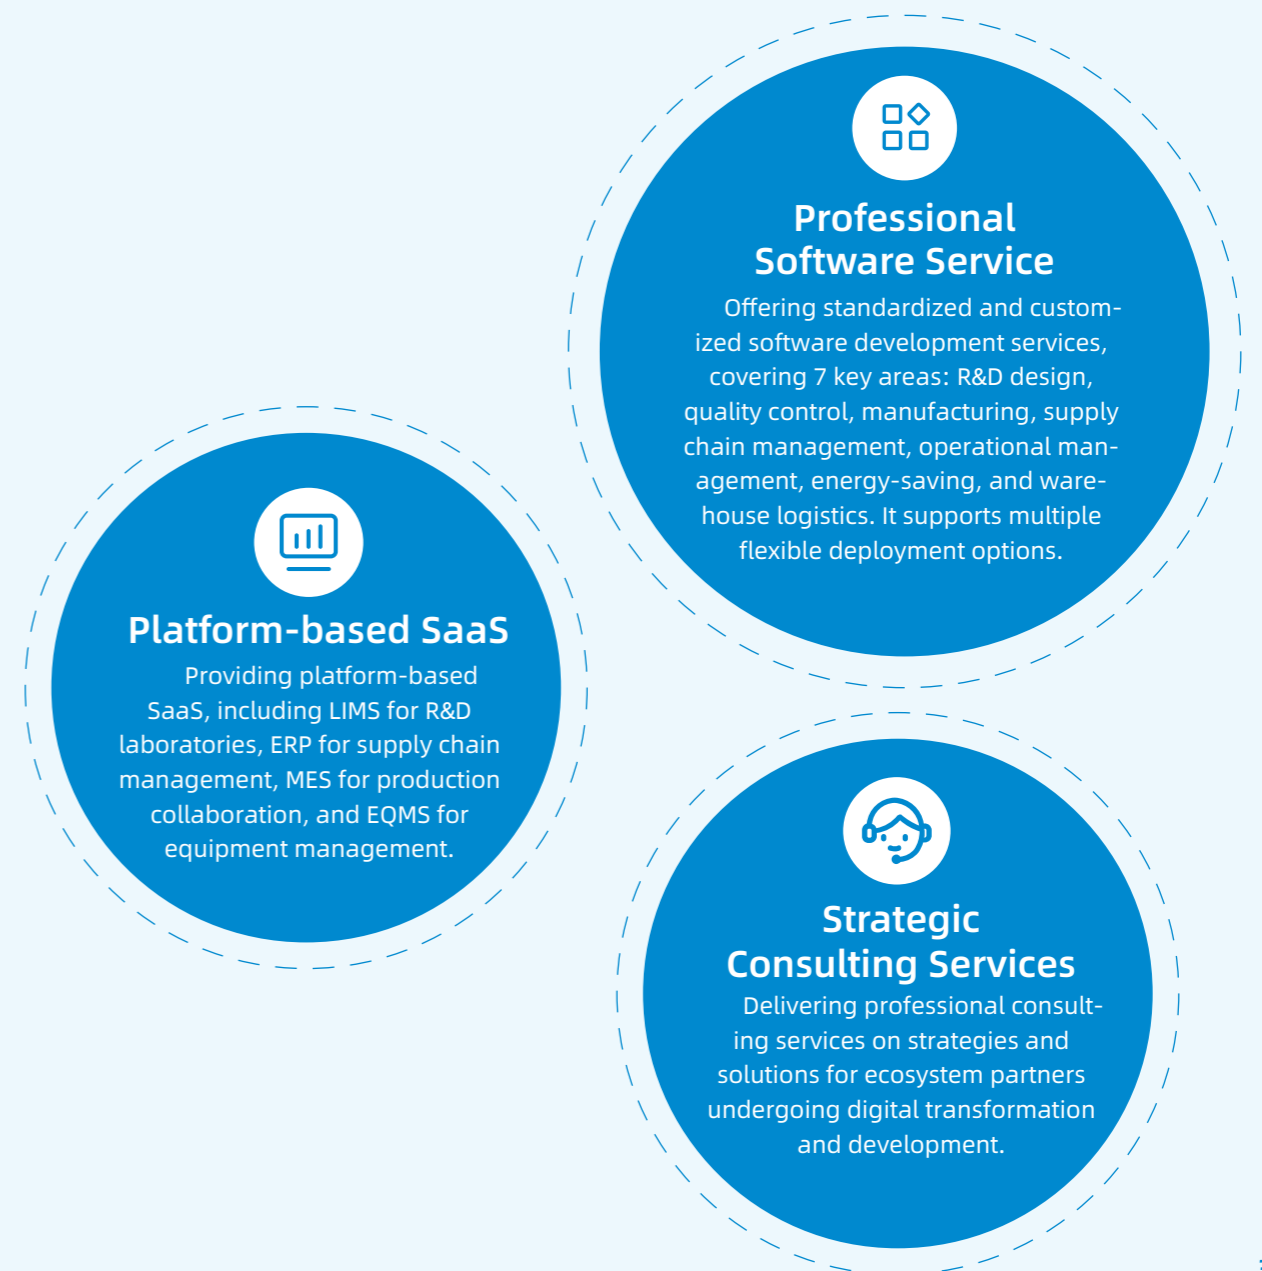 Professional
Software Service
Offering standardized and custom-
ized software development services,
covering 7 key areas: R&D design,
quality control, manufacturing, supply
chain management, operational man-
agement, energy-saving, and ware-
house logistics. It supports multiple
flexible deployment options.
Platform-based SaaS
Providing platform-based
SaaS, including LIMS for R&D
laboratories, ERP for supply chain
management, MES for production
collaboration, and EQMS for
equipment management.
Strategic
Consulting Services
Delivering professional consult-
ing services on strategies and
solutions for ecosystem partners
undergoing digital transformation
and development.